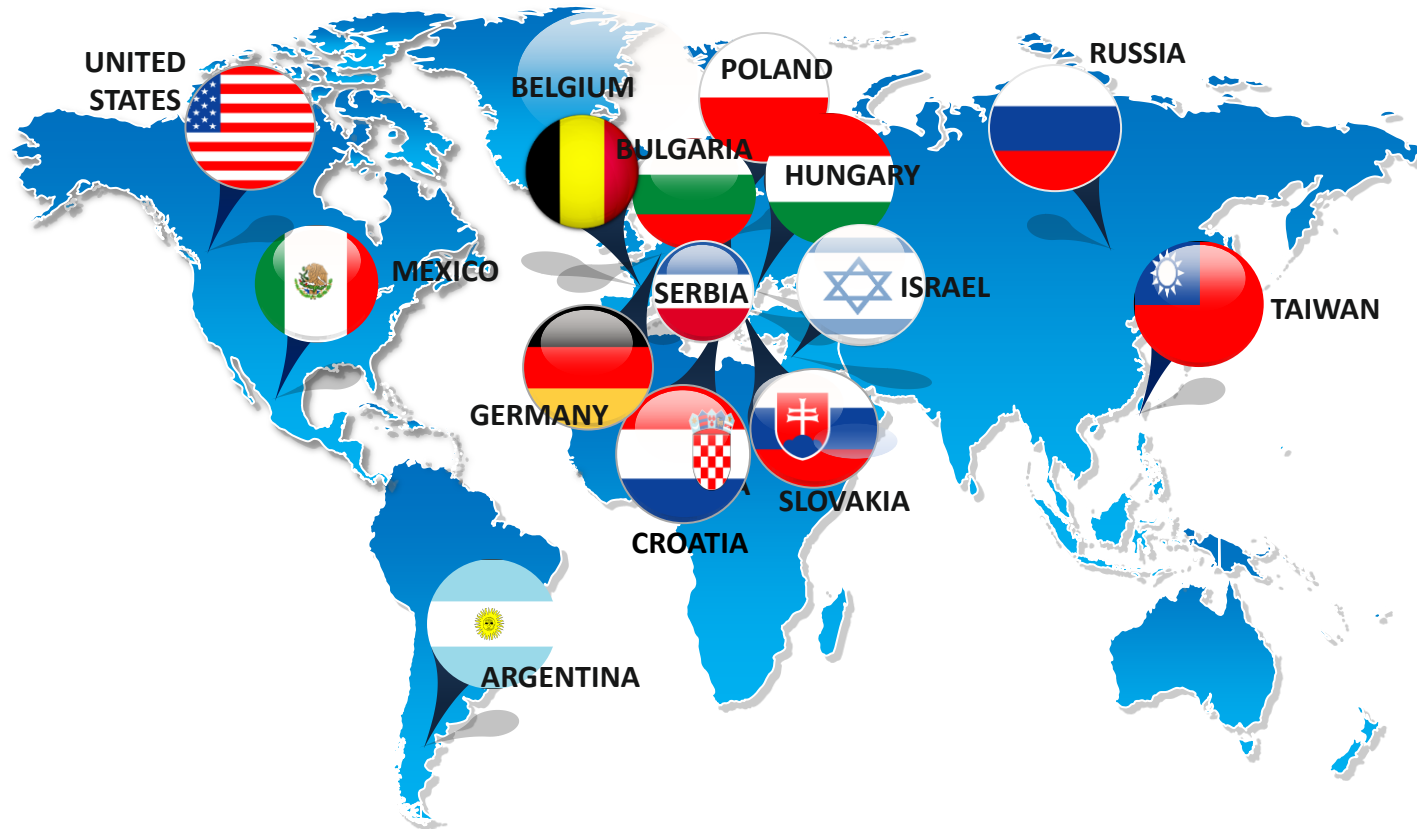 UNITED
STATES
RUSSIA
POLAND
BELGIUM
BULGARIA
HUNGARY
MEXICO
ISRAEL
SERBIA
TAIWAN
GERMANY
SLOVAKIA
CROATIA
ARGENTINA